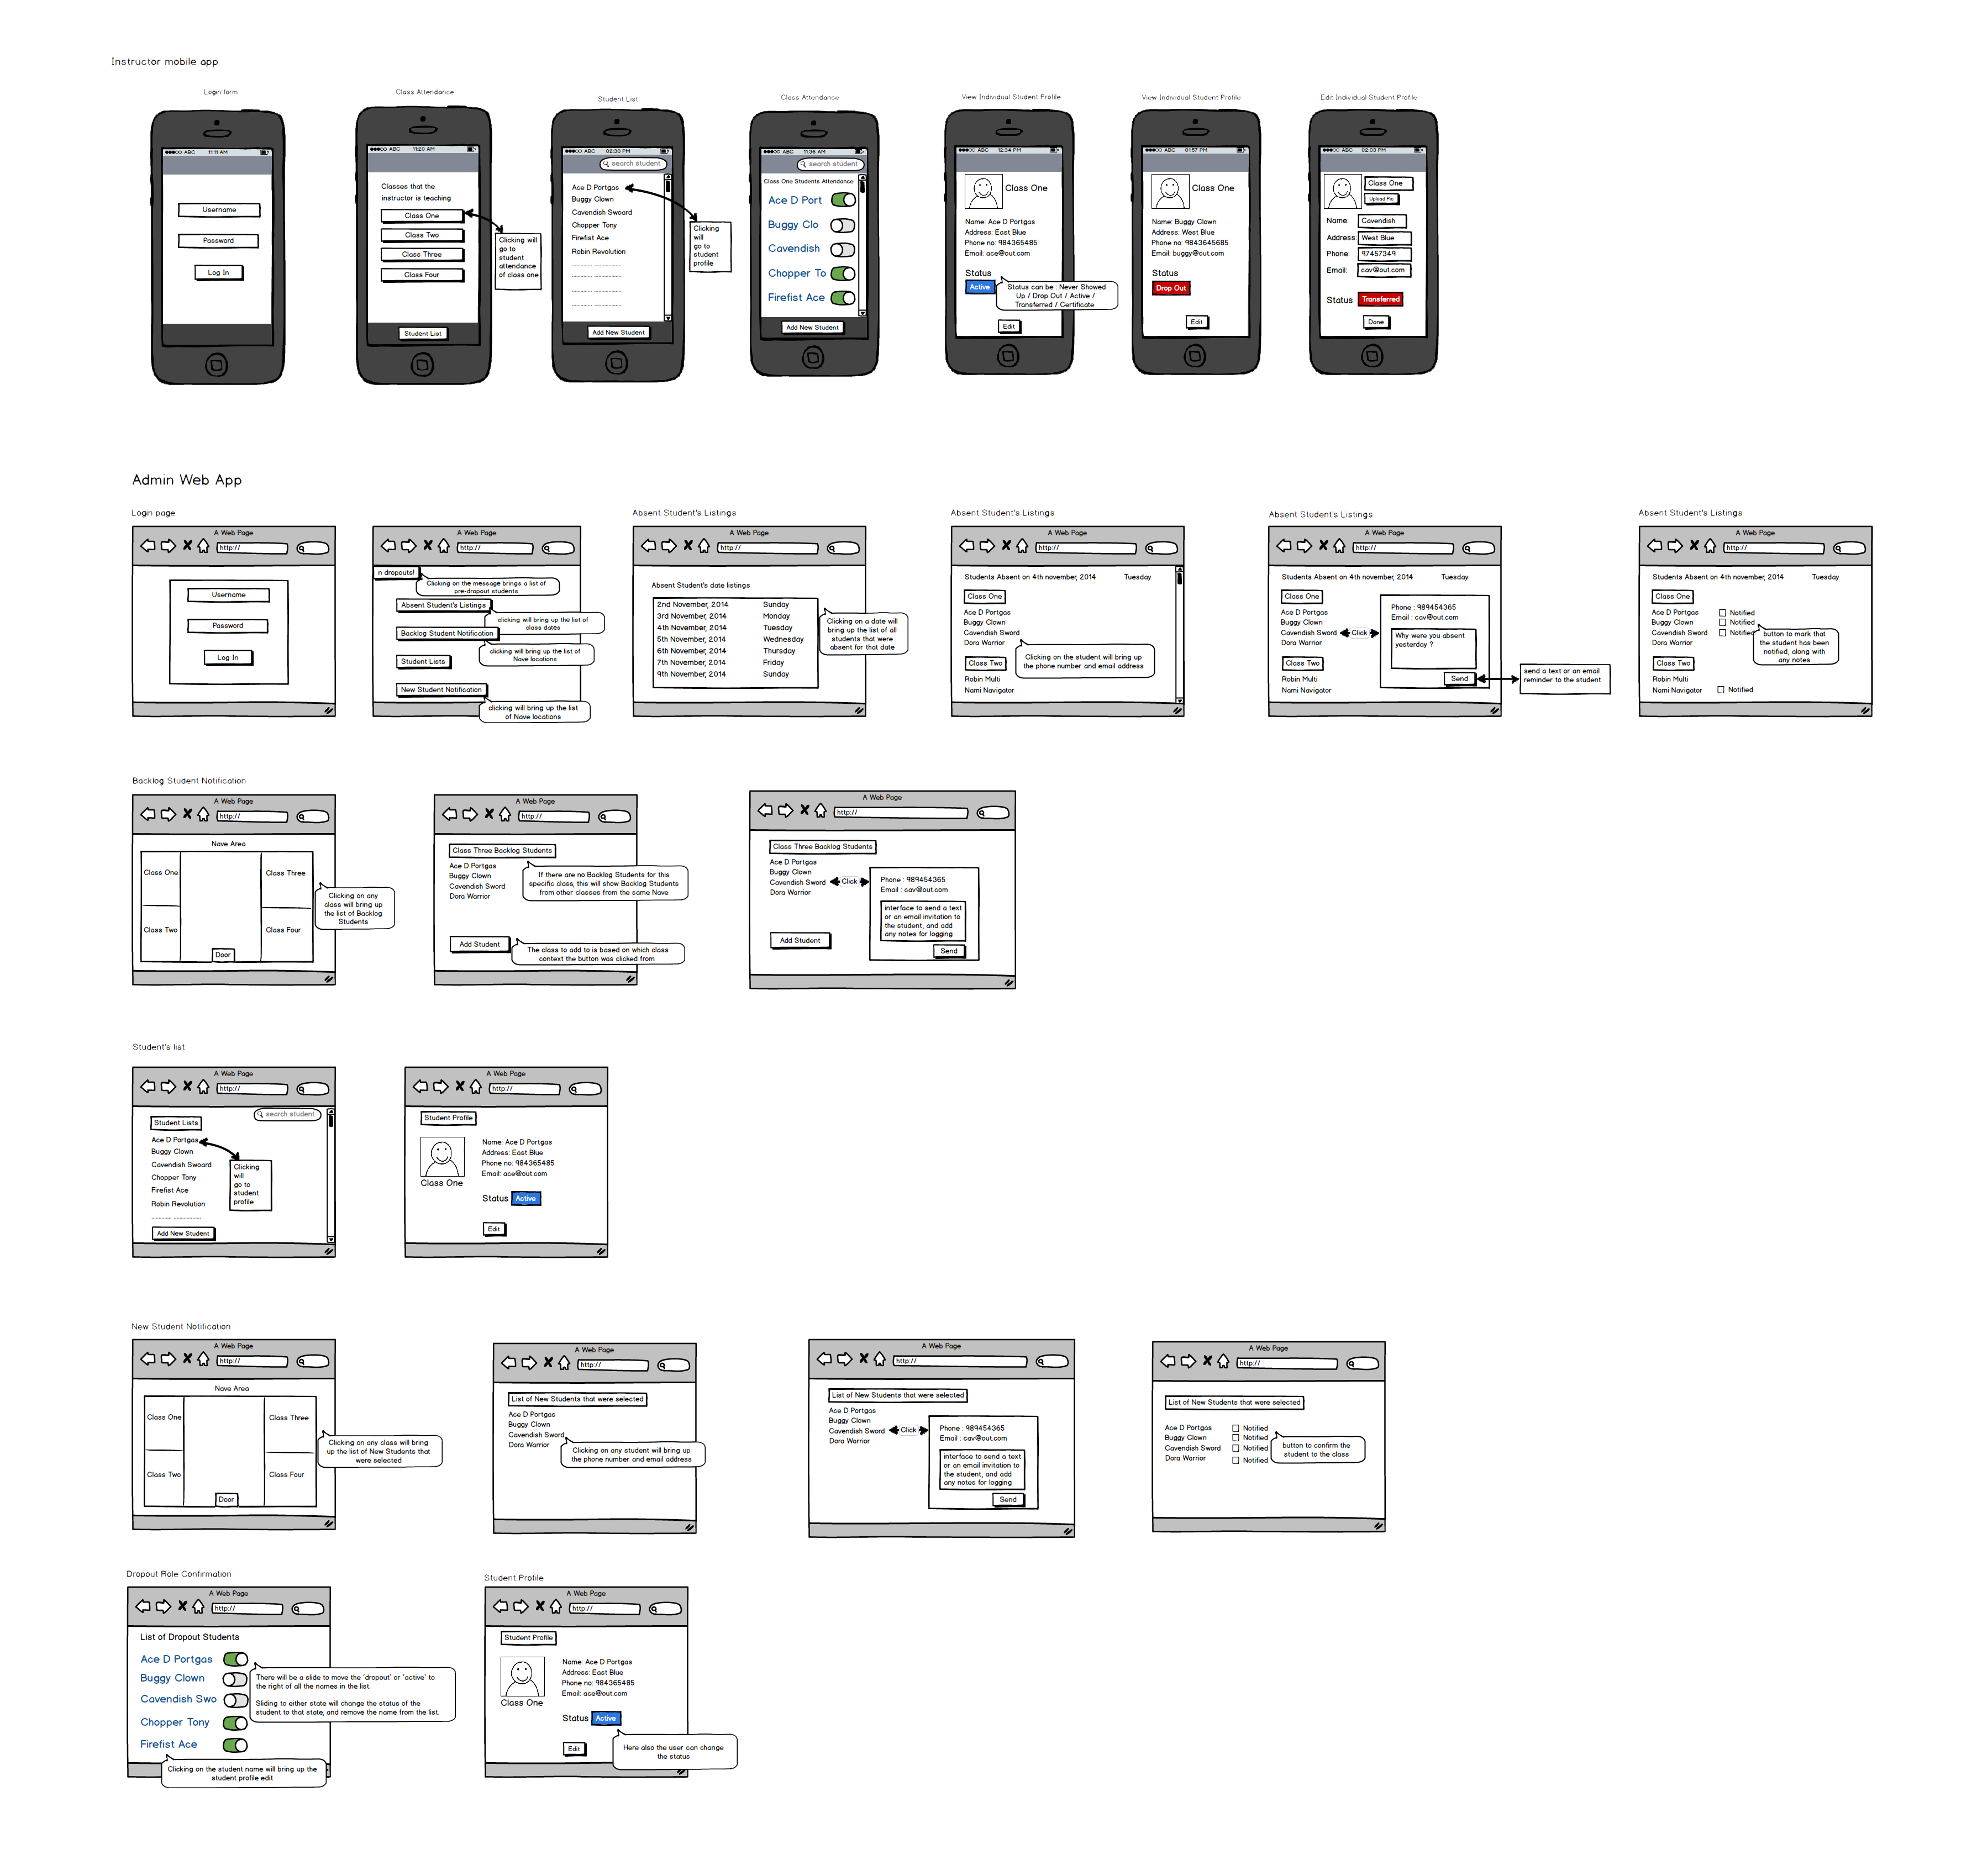 Instructor mobile app
Login form
●●●○○ ABC 11:11 AM
Username
Password
Log In
Class Attendance
●●●○○ ABC 11:20 AM
Classes that the
instructor is teaching
Class One
Class Two
Class Three
Class Four
Student List
Clicking will
go to
student
attendance
of class one
Student List
●●●○○ ABC 02:30 PM
search student
Ace D Portgas
Buggy Clown
Cavendish Swoard
Chopper Tony
Firefist Ace
Robin Revolution
Add New Student
Clicking
will
go to
student
profile
Class Attendance
●●●○○ ABC 11:36 AM
search student
Class One Students Attendance
Ace D Port
Buggy Clo
Cavendish
Chopper To
Firefist Ace
Add New Student
View Individual Student Profile
●●●○○ ABC 12:34 PM
Class One
Name: Ace D Portgas
Address: East Blue
Phone no: 984365485
Email: ace@out.com
Status
Active
Status can be : Never Showed
Up / Drop Out / Active /
Transferred / Certificate
Edit
View Individual Student Profile
●●●○○ ABC 01:57 PM
Class One
Name: Buggy Clown
Address: West Blue
Phone no: 9843645685
Email: buggy@out.com
Status
Drop Out
Edit
Edit Individual Student Profile
●●●○○ ABC 02:03 PM
Class One
Upload Pic
Name: Cavendish
Address: West Blue
Phone: 97457349
Email: cav@out.com
Status Transferred
Done
Admin Web App
Login page
A Web Page
http://
Username
Password
Log In
A Web Page
http://
n dropouts!
Clicking on the message brings a list of
pre-dropout students
Absent Student's Listings
clicking will bring up the list of
class dates
Backlog Student Notification
clicking will bring up the list of
Nave locations
Student Lists
New Student Notification
clicking will bring up the list
of Nave locations
Absent Student's Listings
A Web Page
http://
Absent Student's date listings
2nd November, 2014 Sunday
3rd November, 2014 Monday
4th November, 2014 Tuesday
5th November, 2014 Wednesday
6th November, 2014 Thursday
7th November, 2014 Friday
9th November, 2014 Sunday
Clicking on a date will
bring up the list of all
students that were
absent for that date
Absent Student's Listings
A Web Page
http://
Students Absent on 4th november, 2014 Tuesday
Class One
Ace D Portgas
Buggy Clown
Cavendish Sword
Dora Warrior
Class Two
Robin Multi
Nami Navigator
Clicking on the student will bring up
the phone number and email address
Absent Student's Listings
A Web Page
http://
Students Absent on 4th november, 2014 Tuesday
Class One
Ace D Portgas
Buggy Clown
Cavendish Sword
Dora Warrior
Class Two
Robin Multi
Nami Navigator
Click
Phone : 989454365
Email : cav@out.com
Why were you absent
yesterday ?
Send
send a text or an email
reminder to the student
Absent Student's Listings
A Web Page
http://
Students Absent on 4th november, 2014 Tuesday
Class One
Ace D Portgas Notified
Buggy Clown Notified
Cavendish Sword Notified
Dora Warrior
Class Two
Robin Multi
Nami Navigator Notified
button to mark that
the student has been
notified, along with
any notes
Backlog Student Notification
A Web Page
http://
Nave Area
Class One
Class Three
Class Two
Class Four
Door
Clicking on any
class will bring up
the list of Backlog
Students
A Web Page
http://
Class Three Backlog Students
Ace D Portgas
Buggy Clown
Cavendish Sword
Dora Warrior
If there are no Backlog Students for this
specific class, this will show Backlog Students
from other classes from the same Nave
Add Student
The class to add to is based on which class
context the button was clicked from
A Web Page
http://
Class Three Backlog Students
Ace D Portgas
Buggy Clown
Cavendish Sword
Dora Warrior
Add Student
Click
Phone : 989454365
Email : cav@out.com
interface to send a text
or an email invitation to
the student, and add
any notes for logging
Send
Student's list
A Web Page
http://
search student
Student Lists
Ace D Portgas
Buggy Clown
Cavendish Swoard
Chopper Tony
Firefist Ace
Robin Revolution
Add New Student
Clicking
will
go to
student
profile
A Web Page
http://
Student Profile
Class One
Name: Ace D Portgas
Address: East Blue
Phone no: 984365485
Email: ace@out.com
Status Active
Edit
New Student Notification
A Web Page
http://
Nave Area
Class One
Class Three
Class Two
Class Four
Door
Clicking on any class will bring
up the list of New Students that
were selected
A Web Page
http://
List of New Students that were selected
Ace D Portgas
Buggy Clown
Cavendish Sword
Dora Warrior
Clicking on any student will bring up
the phone number and email address
A Web Page
http://
List of New Students that were selected
Ace D Portgas
Buggy Clown
Cavendish Sword
Dora Warrior
Click
Phone : 989454365
Email : cav@out.com
interface to send a text
or an email invitation to
the student, and add
any notes for logging
Send
A Web Page
http://
List of New Students that were selected
Ace D Portgas Notified
Buggy Clown Notified
Cavendish Sword Notified
Dora Warrior Notified
button to confirm the
student to the class
Dropout Role Confirmation
A Web Page
http://
List of Dropout Students
Ace D Portgas
Buggy Clown
Cavendish Swo
Chopper Tony
Firefist Ace
There will be a slide to move the 'dropout' or 'active' to
the right of all the names in the list.
Sliding to either state will change the status of the
student to that state, and remove the name from the list.
Clicking on the student name will bring up the
student profile edit
Student Profile
A Web Page
http://
Student Profile
Class One
Name: Ace D Portgas
Address: East Blue
Phone no: 984365485
Email: ace@out.com
Status Active
Edit
Here also the user can change
the status